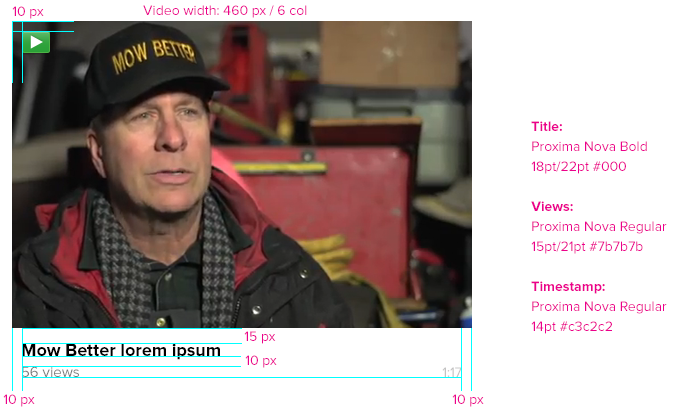 10 px
Video width: 460 px / 6 col
MOW BETTER
Title:
Proxima Nova Bold
18pt/22pt #000
Views:
Proxima Nova Regular
15pt/21pt #7b7b7b
Timestamp:
Proxima Nova Regular
14pt #c3c2c2
15 px
Mow Better lorem ipsum
10 px
56 views
1:17
10 px
10 px